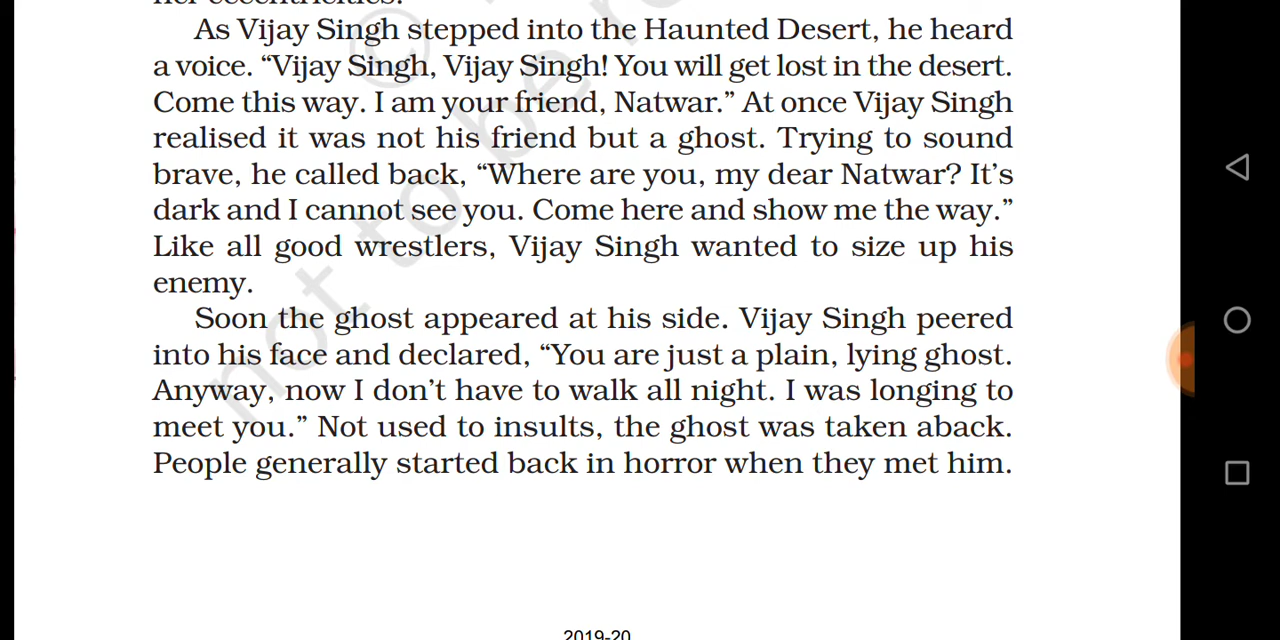 her eccentricities.
As Vijay Singh stepped into the Haunted Desert, he heard
a voice. “Vijay Singh, Vijay Singh! You will get lost in the desert.
Come this way. I am your friend, Natwar.” At once Vijay Singh
realised it was not his friend but a ghost. Trying to sound
brave, he called back, “Where are you, my dear Natwar? It’s
dark and I cannot see you. Come here and show me the way.”
Like all good wrestlers, Vijay Singh wanted to size up his
enemy.
Soon the ghost appeared at his side. Vijay Singh peered
into his face and declared, “You are just a plain, lying ghost.
Anyway, now I don’t have to walk all night. I was longing to
meet you.” Not used to insults, the ghost was taken aback.
People generally started back in horror when they met him.
©
not to be re
2019-20